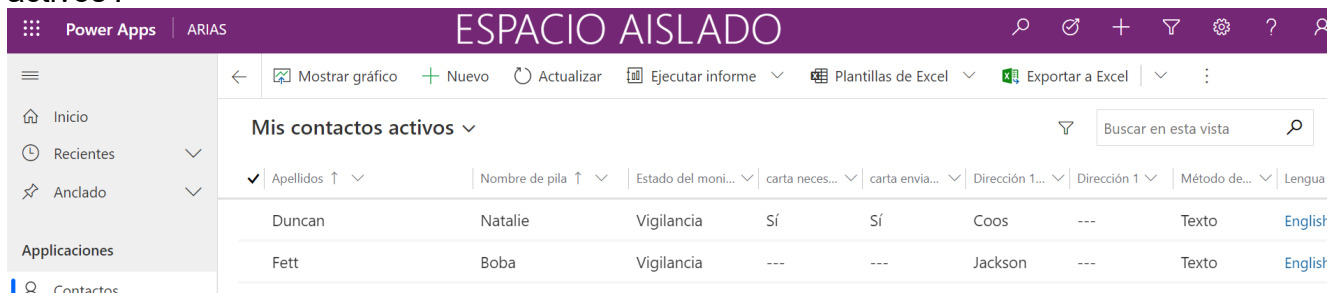 activos".
Power Apps ARIAS ESPACIO AISLADO
Mostrar gráfico Nuevo Actualizar Ejecutar informe Plantillas de Excel Exportar a Excel
Inicio
Mis contactos activos Buscar en esta vista
Recientes
Apellidos Nombre de pila Estado del moni... carta neces... carta envia... Dirección 1... Dirección 1 Método de... Lengua
Anclado
Duncan Natalie Vigilancia Sí Sí Coos --- Texto English
Applicaciones
Fett Boba Vigilancia --- --- Jackson --- Texto English
Contactos